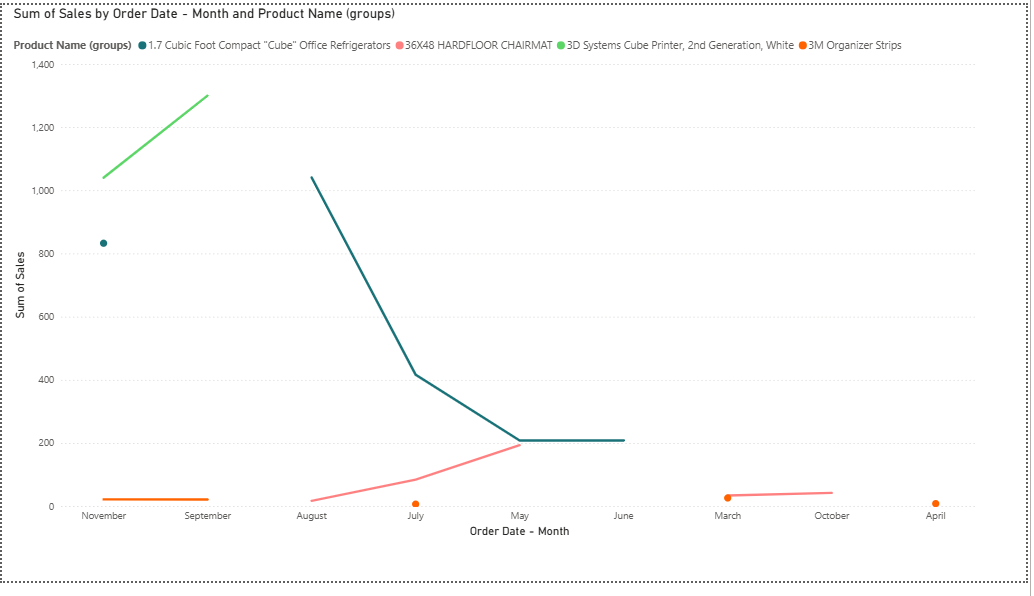 Sum of Sales by Order Date - Month and Product Name (groups)
Product Name (groups) 1.7 Cubic Foot Compact "Cube" Office Refrigerators 36X48 HARDFLOOR CHAIRMAT 3D Systems Cube Printer, 2nd Generation, White 3M Organizer Strips
1,400
1,200
1,000
800
600
400
200
0
Sum of Sales
November September August July May June March October April
Order Date - Month